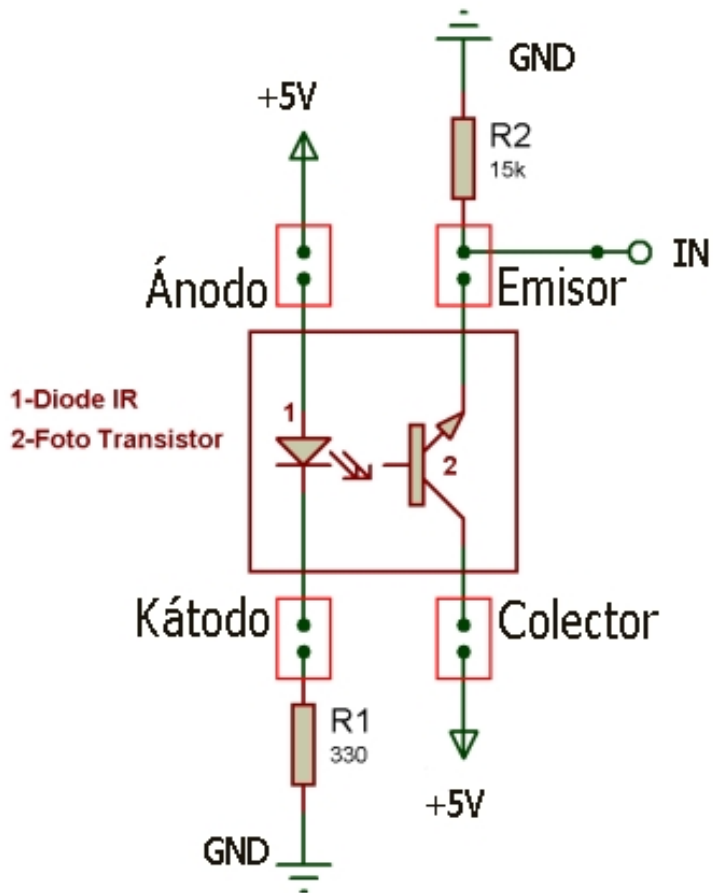 GND
+5V
R2
15k
IN
Ánodo
Emisor
1-Diode IR
2-Foto Transistor
1
2
Kátodo
Colector
R1
330
+5V
GND